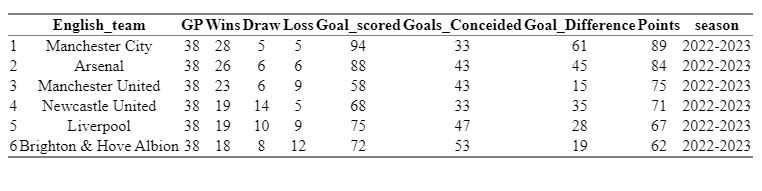 English_team GP Wins Draw Loss Goal_scored Goals_Conceided Goal_Difference Points season
1 Manchester City 38 28 5 5 94 33 61 89 2022-2023
2 Arsenal 38 26 6 6 88 43 45 84 2022-2023
3 Manchester United 38 23 6 9 58 43 15 75 2022-2023
4 Newcastle United 38 19 14 5 68 33 35 71 2022-2023
5 Liverpool 38 19 10 9 75 47 28 67 2022-2023
6 Brighton & Hove Albion 38 18 8 12 72 53 19 62 2022-2023